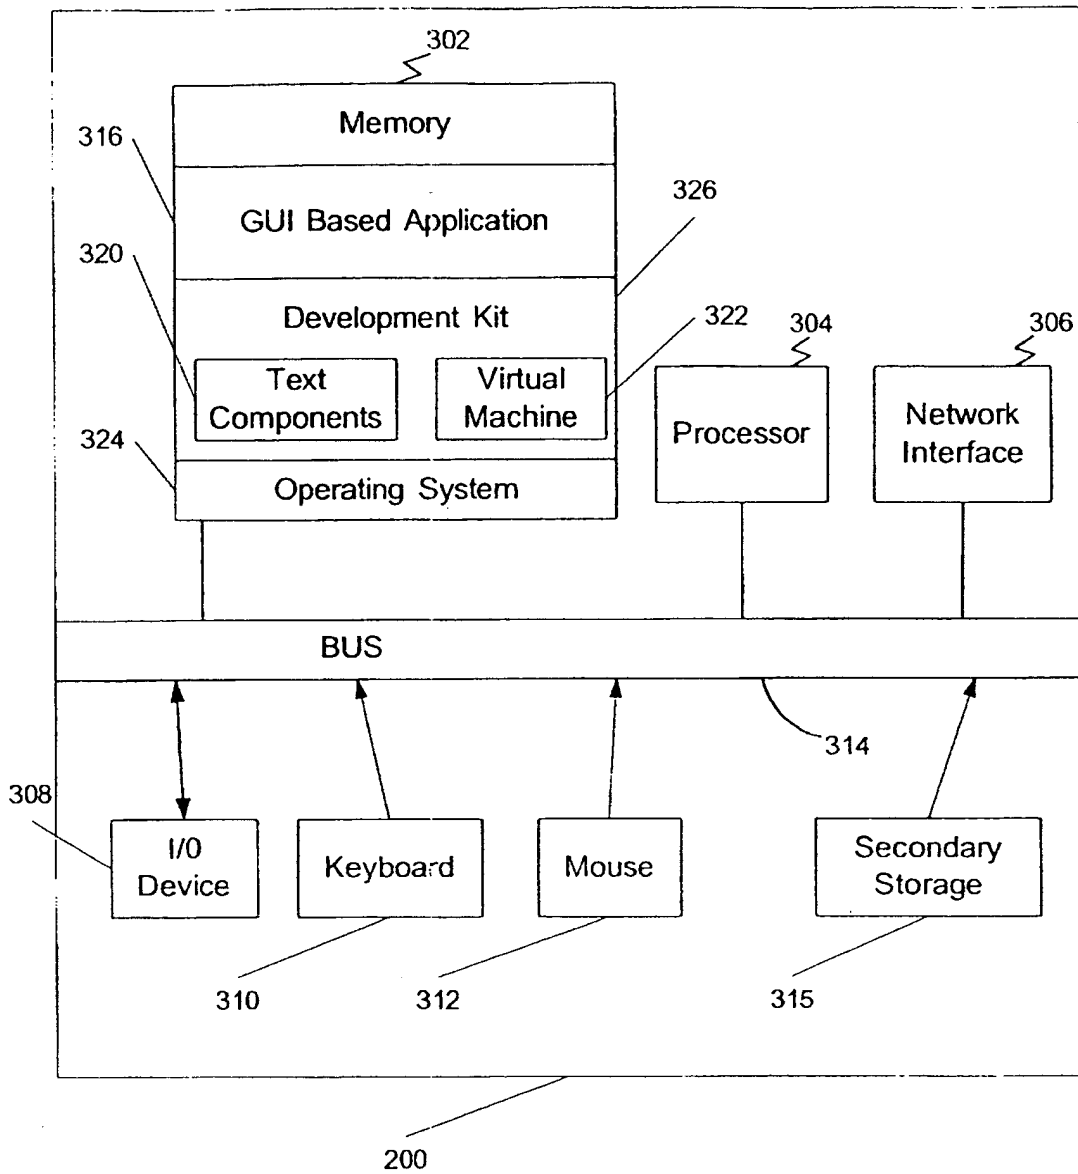 302
Memory
316
GUI Based Application
326
320
Development Kit
322
304
306
Text
Components
Virtual
Machine
Processor
Network
Interface
324
Operating System
BUS
314
308
I/0
Device
Keyboard
Mouse
Secondary
Storage
310
312
315
200